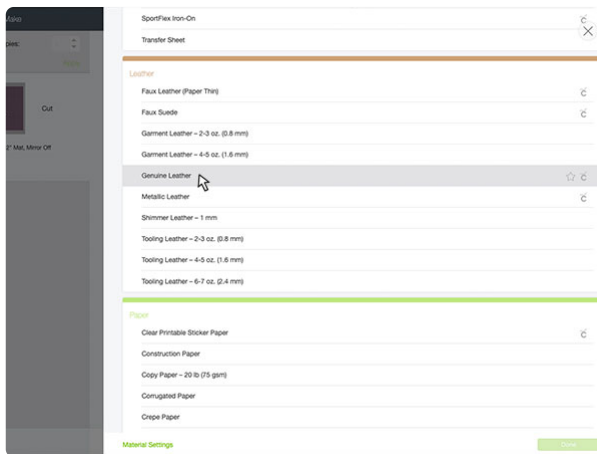 Make
SportFlex Iron-On
Transfer Sheet
Leather
Faux Leather (Paper Thin)
Cut
Faux Suede
Garment Leather – 2-3 oz. (0.8 mm)
2" Mat, Mirror Off
Garment Leather – 4-5 oz. (1.6 mm)
Genuine Leather
Metallic Leather
Shimmer Leather – 1 mm
Tooling Leather – 2-3 oz. (0.8 mm)
Tooling Leather – 4-5 oz. (1.6 mm)
Tooling Leather – 6-7 oz. (2.4 mm)
Paper
Clear Printable Sticker Paper
Construction Paper
Copy Paper – 20 lb (75 gsm)
Corrugated Paper
Crepe Paper
Material Settings
Done